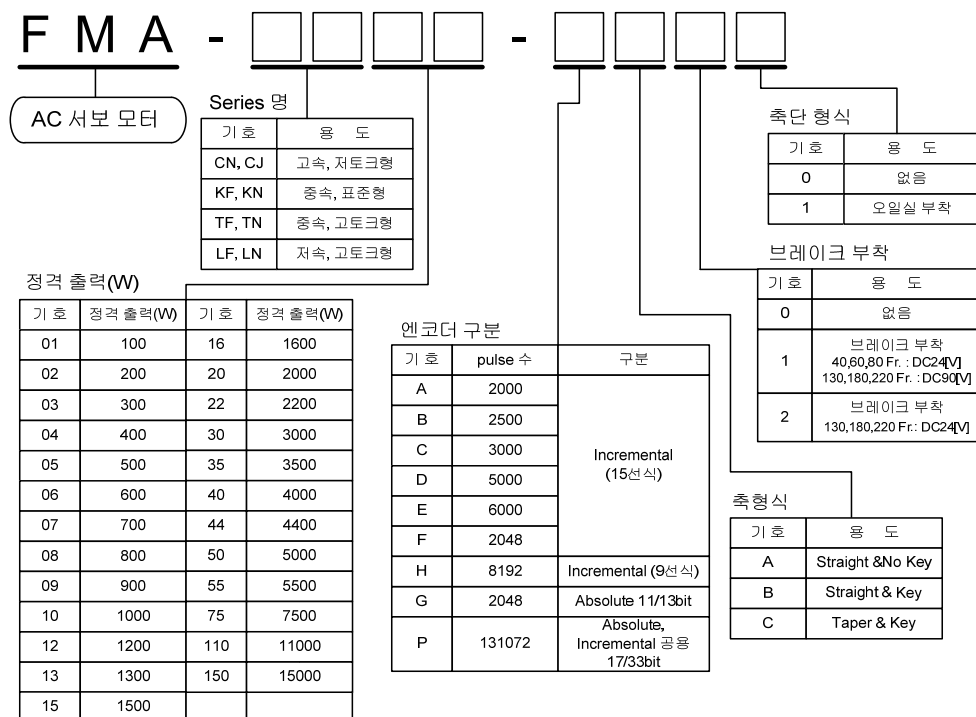 FMA - □□□□ - □□□□
AC 서보 모터
Series 명
기 호 용 도
CN, CJ 고속, 저토크형
KF, KN 중속, 표준형
TF, TN 중속, 고토크형
LF, LN 저속, 고토크형
정격 출력(W)
기 호 정격 출력(W) 기 호 정격 출력(W)
01 100 16 1600
02 200 20 2000
03 300 22 2200
04 400 30 3000
05 500 35 3500
06 600 40 4000
07 700 44 4400
08 800 50 5000
09 900 55 5500
10 1000 75 7500
12 1200 110 11000
13 1300 150 15000
15 1500
엔코더 구분
기 호 pulse 수 구분
A 2000
B 2500
C 3000
D 5000
E 6000
F 2048
Incremental
(15선식)
H 8192 Incremental (9선식)
G 2048 Absolute 11/13bit
P 131072 Absolute,
Incremental 공용
17/33bit
축단 형식
기 호 용 도
0 없음
1 오일실 부착
브레이크 부착
기 호 용 도
0 없음
1 브레이크 부착
40,60,80 Fr. : DC24[V]
130,180,220 Fr. : DC90[V]
2 브레이크 부착
130,180,220 Fr.: DC24[V]
축형식
기 호 용 도
A Straight &No Key
B Straight & Key
C Taper & Key